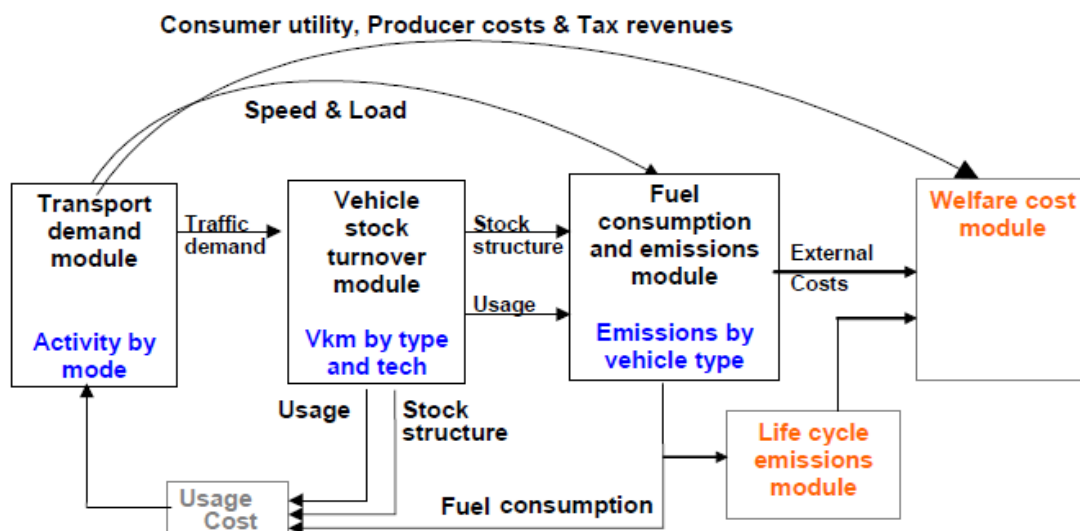 Consumer utility, Producer costs & Tax revenues
Speed & Load
Transport
demand
module
Activity by
mode
Traffic
demand
Vehicle
stock
turnover
module
Vkm by type
and tech
Stock
structure
Usage
Fuel
consumption
and emissions
module
Emissions by
vehicle type
External
Costs
Welfare cost
module
Usage
Stock
structure
Life cycle
emissions
module
Fuel consumption
Usage
Cost